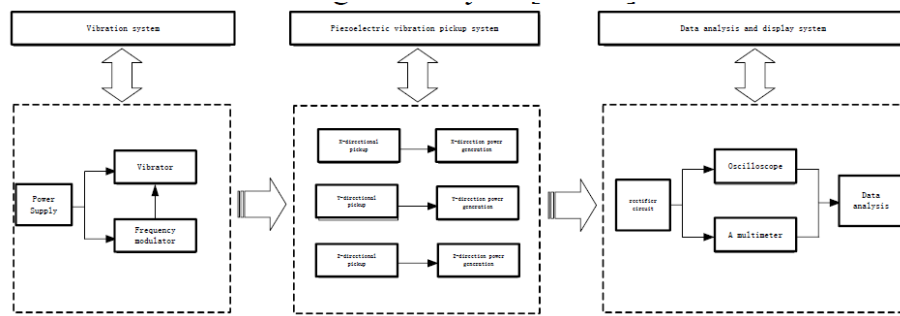 Vibration system
Piezoelectric vibration pickup system
Data analysis and display system
Power
Supply
Vibrator
Frequency
modulator
X-directional
pickup
X-direction power
generation
Y-directional
pickup
Y-direction power
generation
Z-directional
pickup
Z-direction power
generation
rectifier
circuit
Oscilloscope
A multimeter
Data
analysis